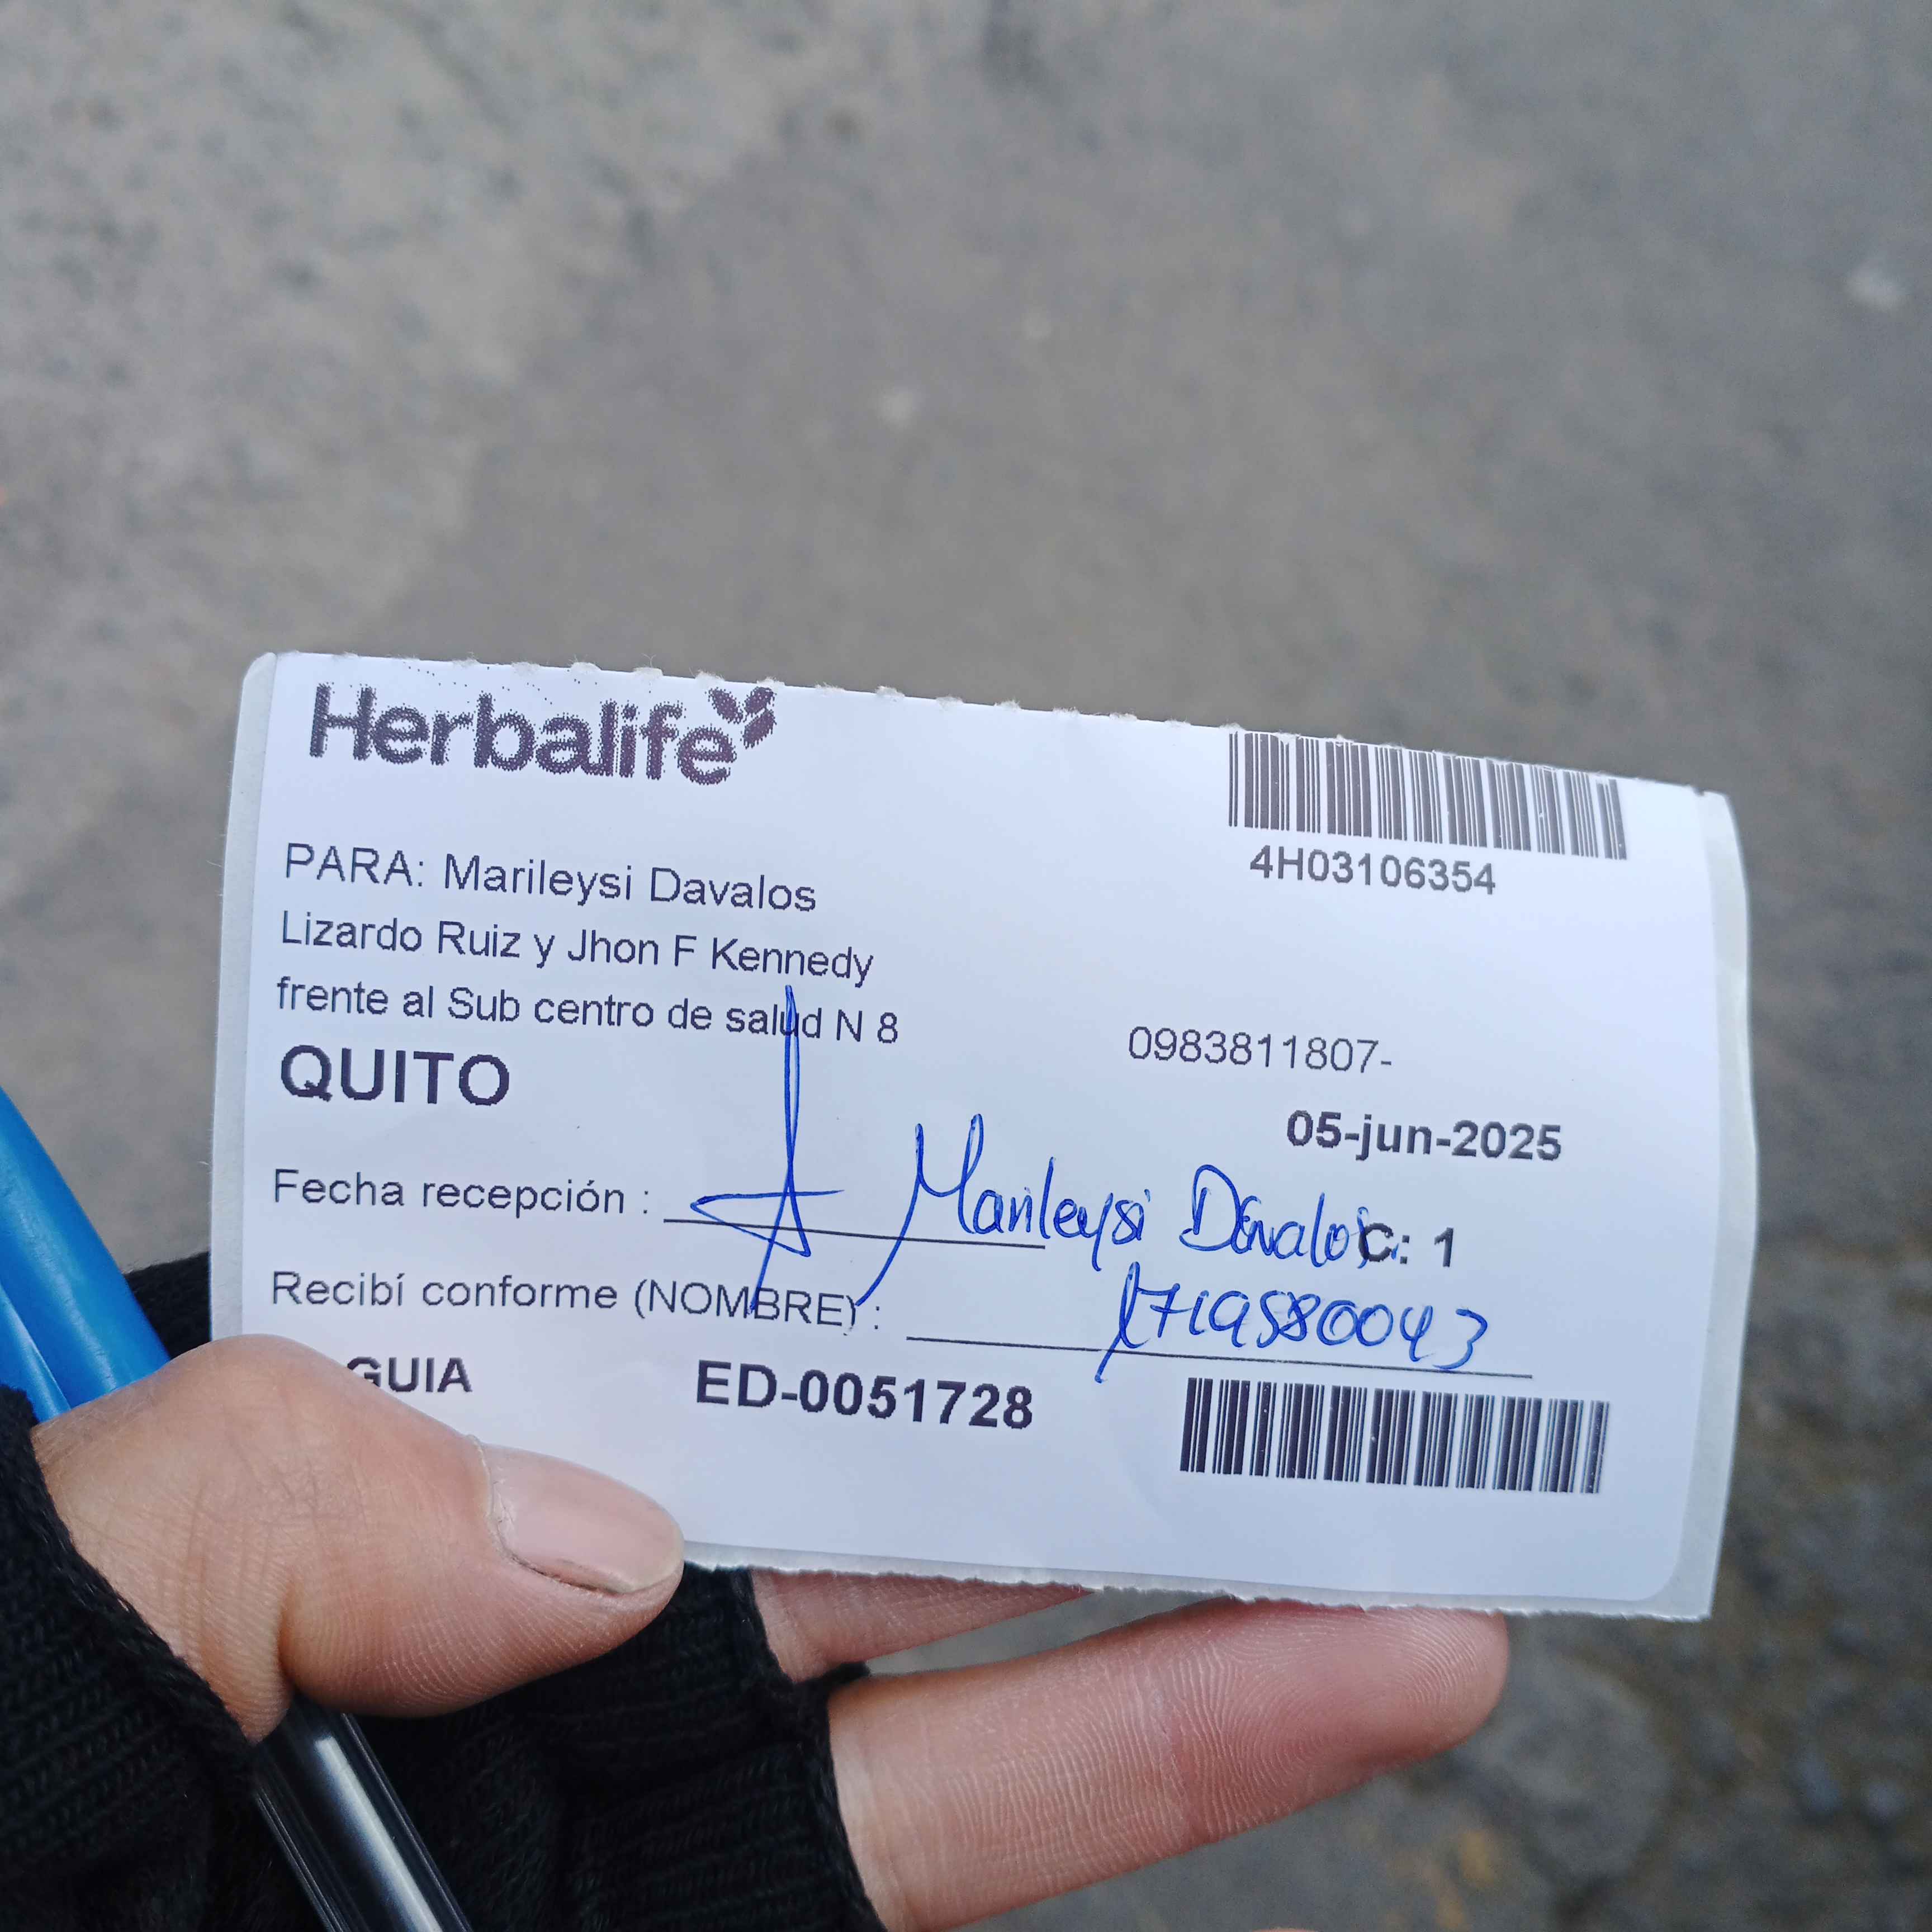 Herbalife
4H03106354
PARA: Marileysi Davalos
Lizardo Ruiz y Jhon F Kennedy
frente al Sub centro de salud N 8
0983811807-
QUITO
05-jun-2025
Fecha recepción :
Marileysi Davalos
C: 1
Recibí conforme (NOMBRE) :
1719580043
GUIA
ED-0051728